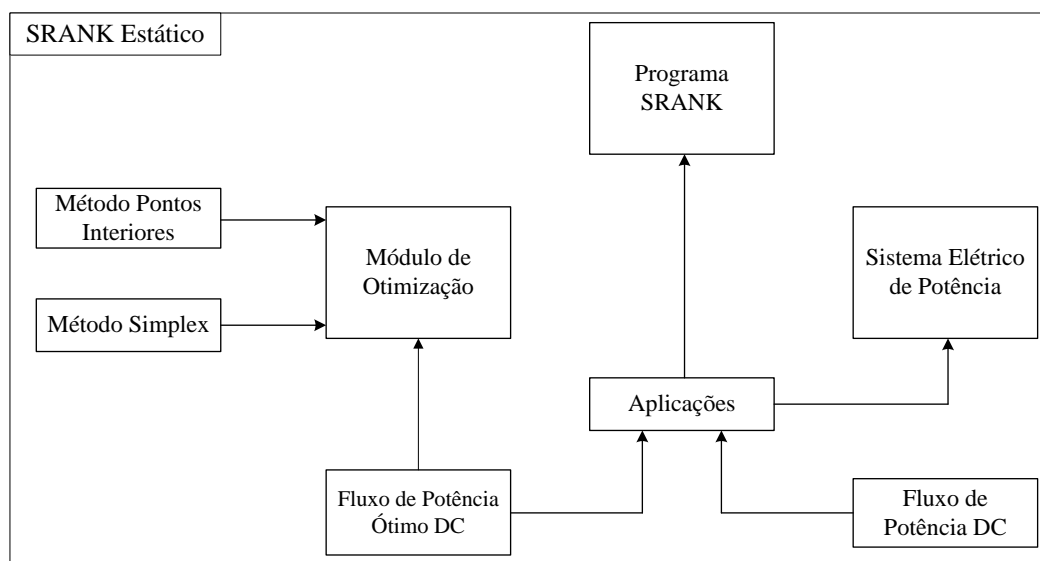 SRANK Estático
Programa
SRANK
Método Pontos
Interiores
Módulo de
Otimização
Sistema Elétrico
de Potência
Método Simplex
Aplicações
Fluxo de Potência
Ótimo DC
Fluxo de
Potência DC